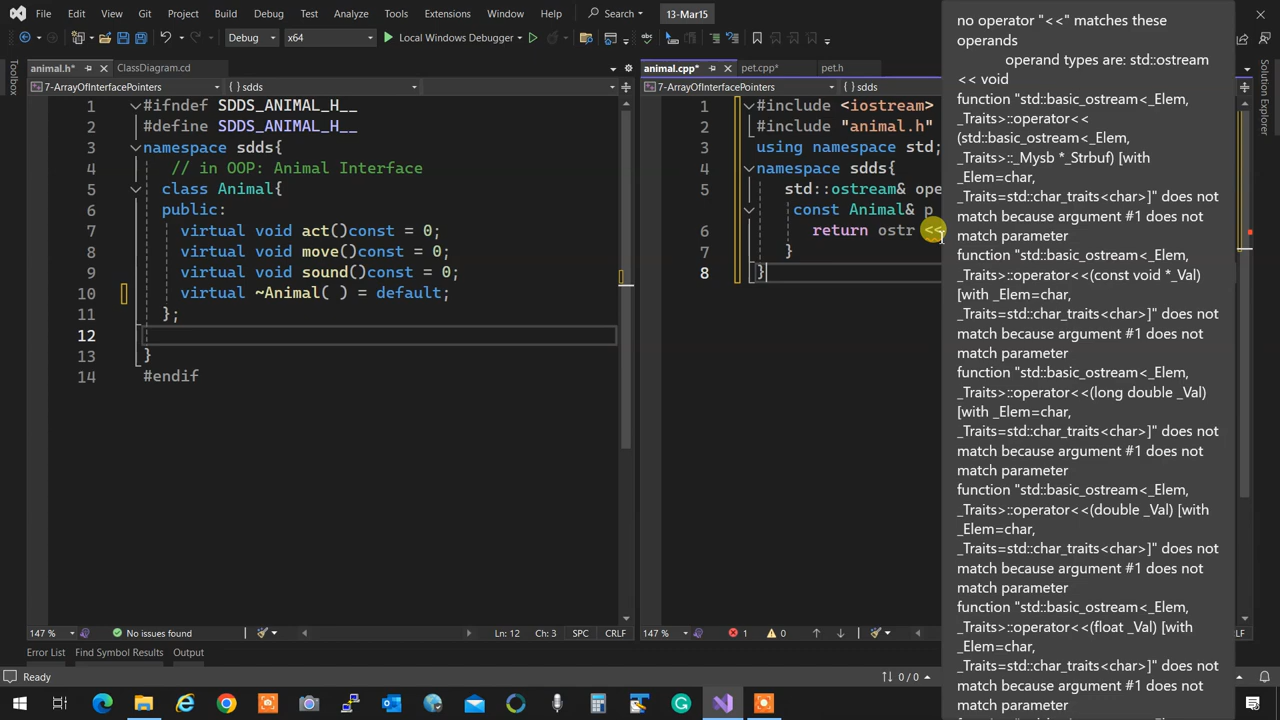 File Edit View Git Project Build Debug Test Analyze Tools Extensions Window Help Search 13-Mar15
Debug x64 Local Windows Debugger
animal.h* ClassDiagram.cd
animal.cpp* pet.cpp* pet.h
7-ArrayOfInterfacePointers { } sdds
7-ArrayOfInterfacePointers { } sdds
Toolbox
Solution Explorer
1 #ifndef SDDS_ANIMAL_H__
2 #define SDDS_ANIMAL_H__
3 namespace sdds{
4 // in OOP: Animal Interface
5 class Animal{
6 public:
7 virtual void act()const = 0;
8 virtual void move()const = 0;
9 virtual void sound()const = 0;
10 virtual ~Animal( ) = default;
11 };
12
13 }
14 #endif
1 #include <iostream>
2 #include "animal.h"
3 using namespace std;
4 namespace sdds{
5 std::ostream& ope
const Animal& p
6 return ostr <<
7 }
8 }
no operator "<<" matches these
operands
operand types are: std::ostream
<< void
function "std::basic_ostream<_Elem,
_Traits>::operator<<
(std::basic_ostream<_Elem,
_Traits>::_Mysb *_Strbuf) [with
_Elem=char,
_Traits=std::char_traits<char>]" does not
match because argument #1 does not
match parameter
function "std::basic_ostream<_Elem,
_Traits>::operator<<(const void *_Val)
[with _Elem=char,
_Traits=std::char_traits<char>]" does not
match because argument #1 does not
match parameter
function "std::basic_ostream<_Elem,
_Traits>::operator<<(long double _Val)
[with _Elem=char,
_Traits=std::char_traits<char>]" does not
match because argument #1 does not
match parameter
function "std::basic_ostream<_Elem,
_Traits>::operator<<(double _Val) [with
_Elem=char,
_Traits=std::char_traits<char>]" does not
match because argument #1 does not
match parameter
function "std::basic_ostream<_Elem,
_Traits>::operator<<(float _Val) [with
_Elem=char,
_Traits=std::char_traits<char>]" does not
match because argument #1 does not
match parameter
147 % No issues found Ln: 12 Ch: 3 SPC CRLF
147 % 1 0 LF
Error List Find Symbol Results Output
Ready 0 / 0